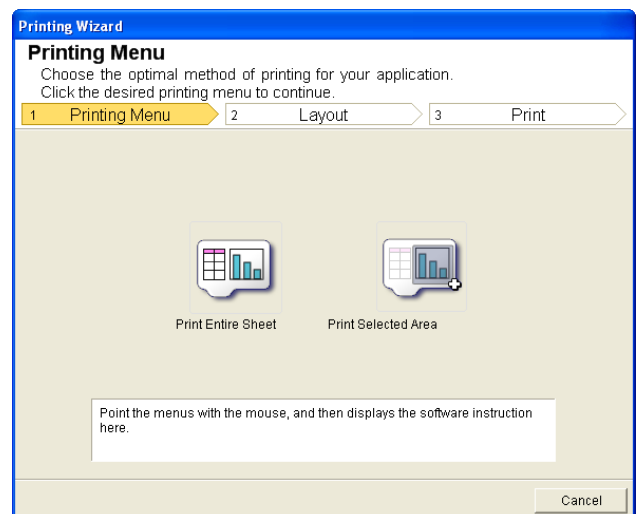 Printing Wizard
Printing Menu
Choose the optimal method of printing for your application.
Click the desired printing menu to continue.
1 Printing Menu 2 Layout 3 Print
Print Entire Sheet Print Selected Area
Point the menus with the mouse, and then displays the software instruction
here.
Cancel